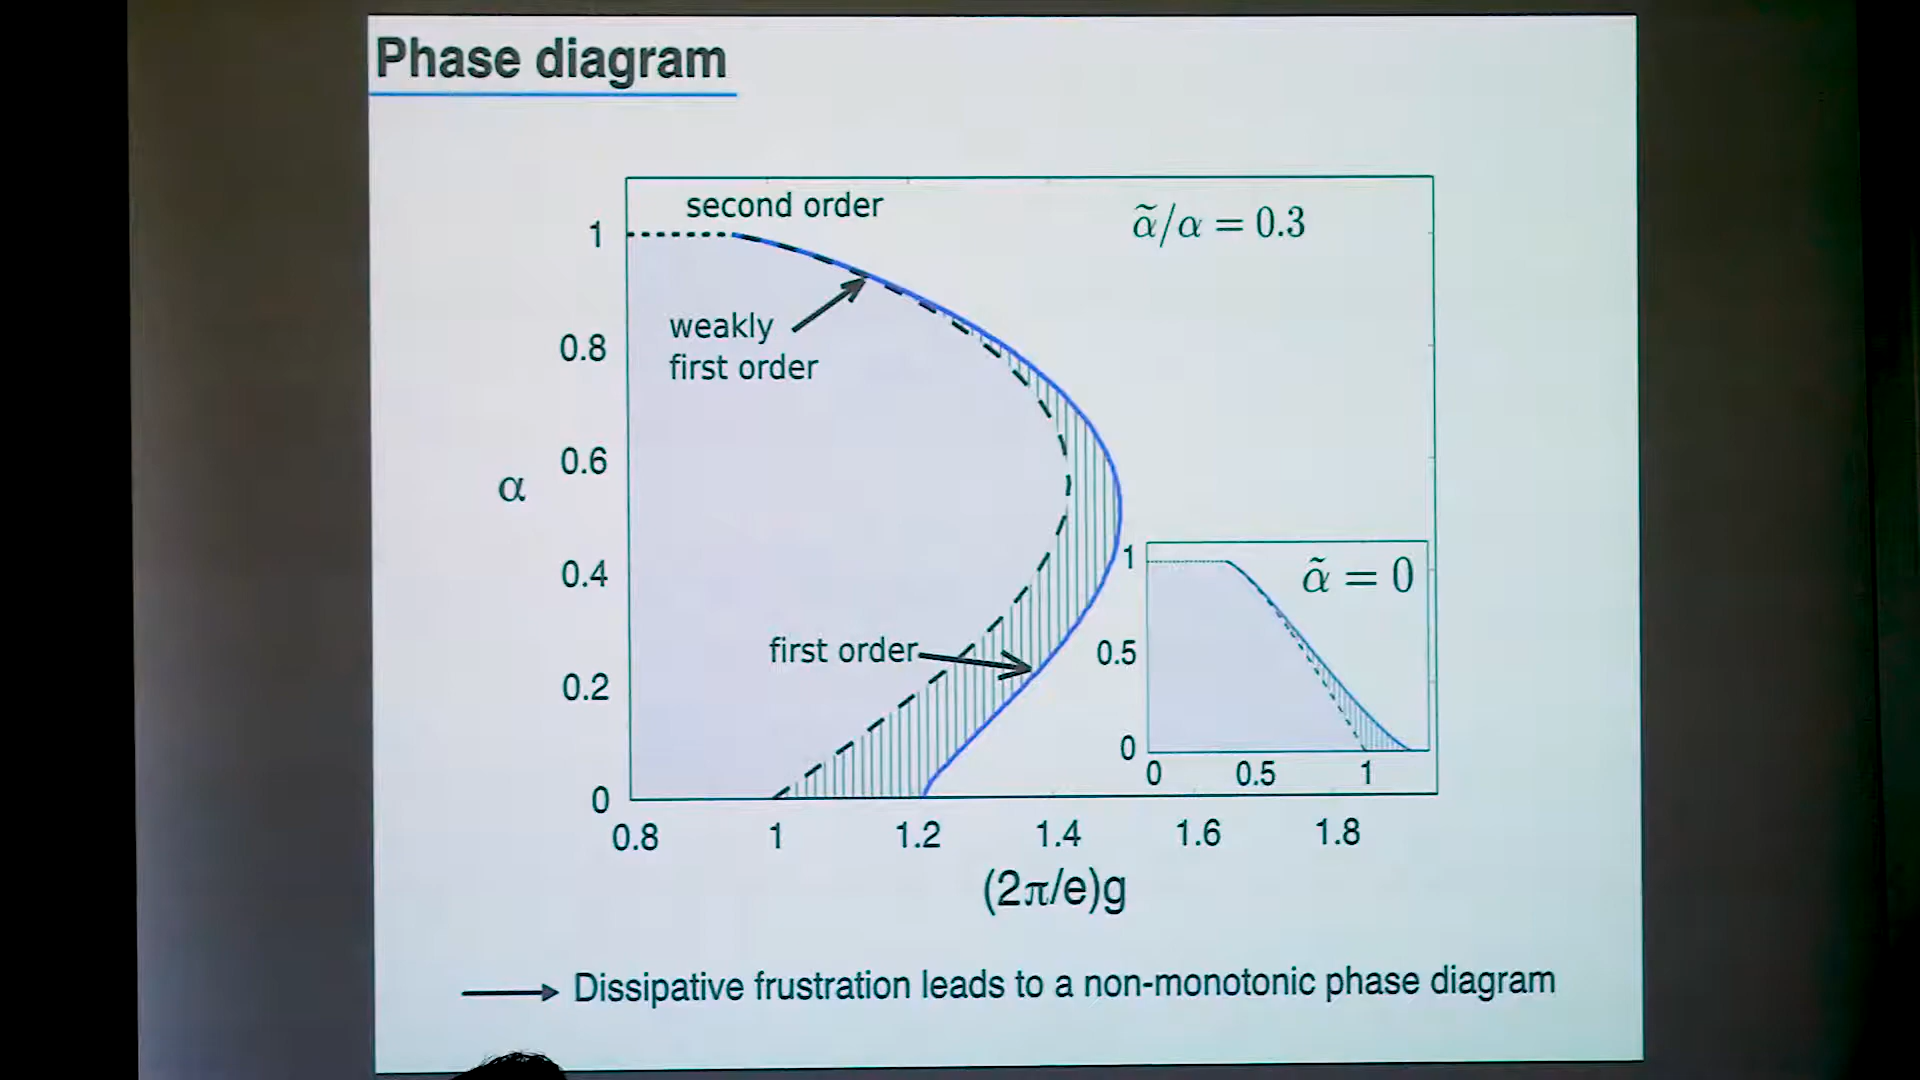 Phase diagram
second order
α̃/α = 0.3
1
weakly
first order
0.8
0.6
α
0.4
first order
0.2
0
0.8 1 1.2 1.4 1.6 1.8
(2π/e)g
α̃ = 0
1
0.5
0
0 0.5 1
Dissipative frustration leads to a non-monotonic phase diagram